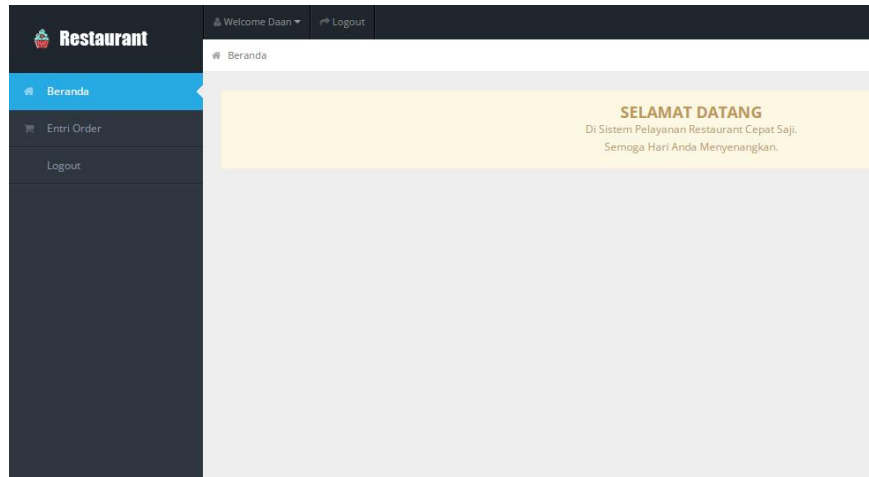 Restaurant
Welcome Daan
Logout
Beranda
Beranda
Entri Order
Logout
SELAMAT DATANG
Di Sistem Pelayanan Restaurant Cepat Saji.
Semoga Hari Anda Menyenangkan.